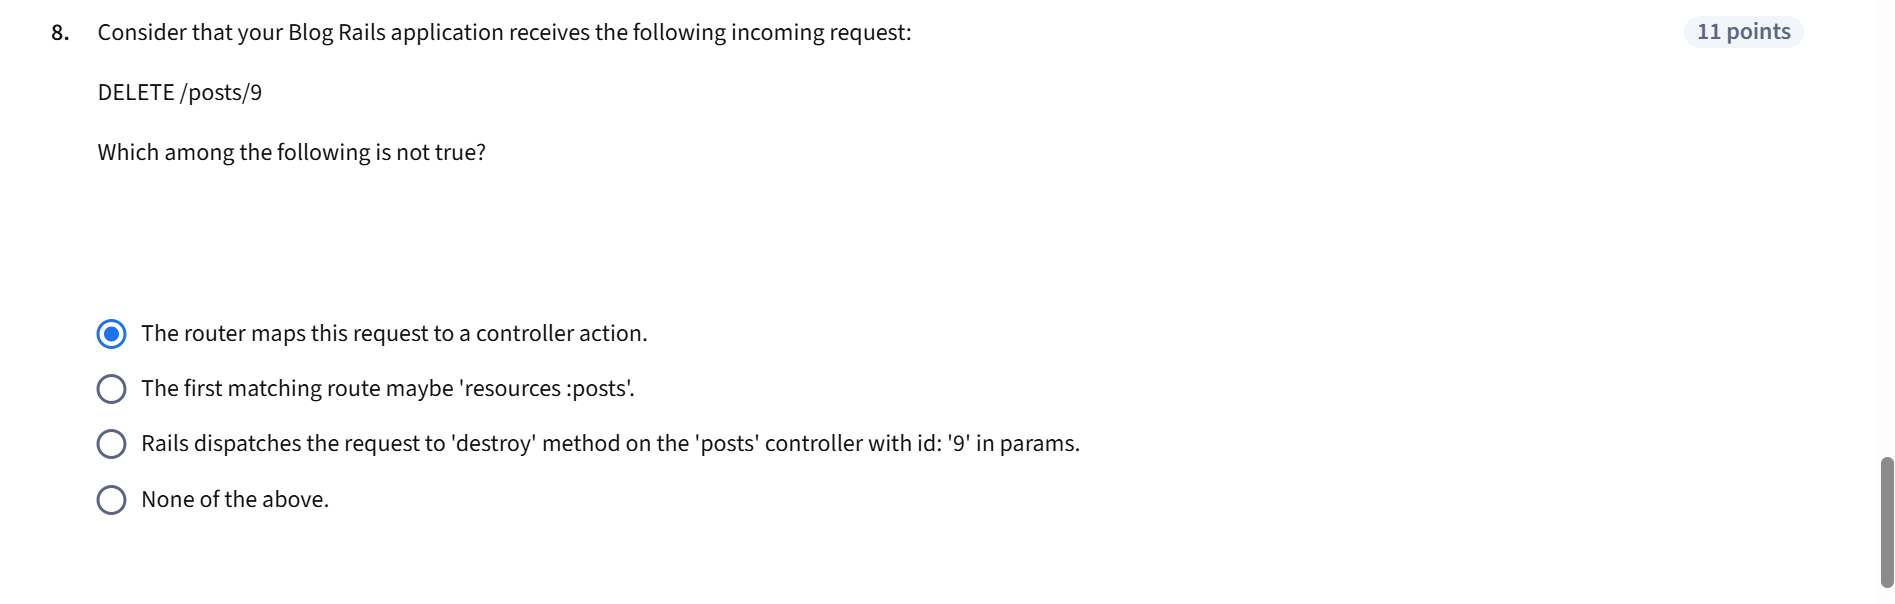 8. Consider that your Blog Rails application receives the following incoming request:
11 points
DELETE /posts/9
Which among the following is not true?
The router maps this request to a controller action.
The first matching route maybe 'resources :posts'.
Rails dispatches the request to 'destroy' method on the 'posts' controller with id: '9' in params.
None of the above.